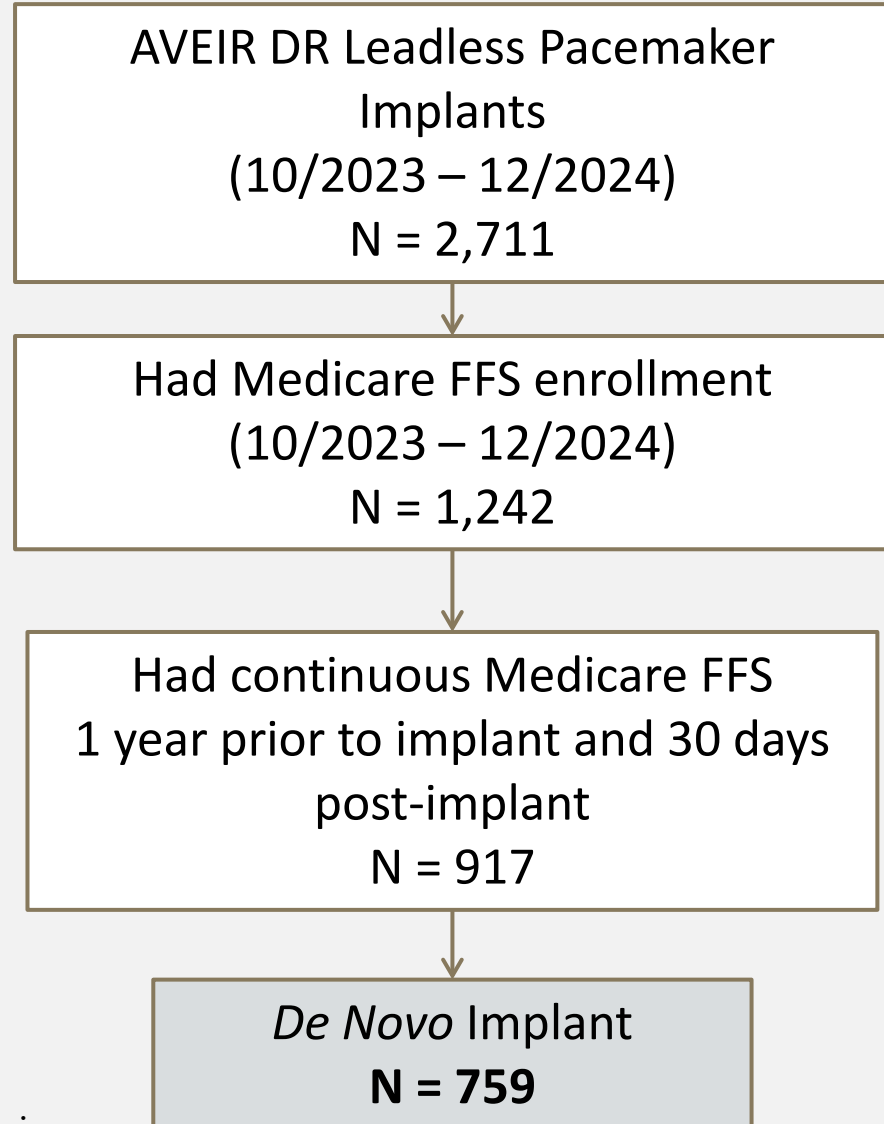 AVEIR DR Leadless Pacemaker
Implants
(10/2023 – 12/2024)
N = 2,711
Had Medicare FFS enrollment
(10/2023 – 12/2024)
N = 1,242
Had continuous Medicare FFS
1 year prior to implant and 30 days
post-implant
N = 917
De Novo Implant
N = 759
.